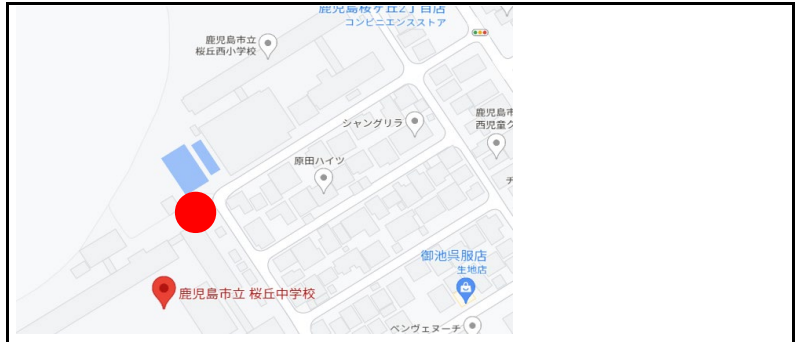 鹿児島桜ヶ丘2丁目店
コンビニエンスストア
鹿児島市立
桜丘西小学校
シャングリラ
鹿児島市
西児童ク
原田ハイツ
チ
御池呉服店
生地店
鹿児島市立 桜丘中学校
ベンヴェヌーチ